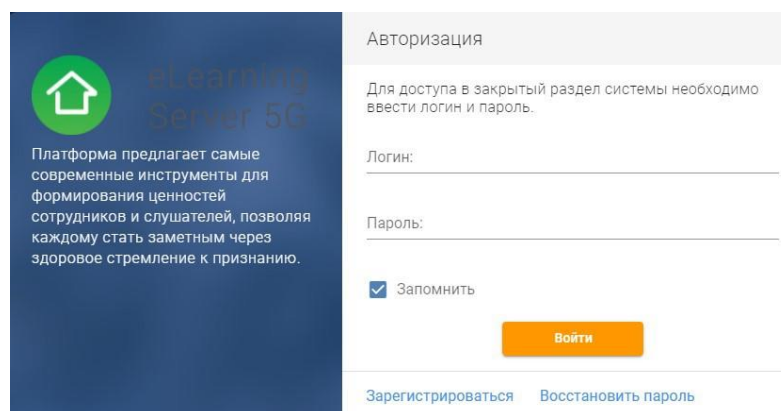 eLearning
Server 5G
Платформа предлагает самые
современные инструменты для
формирования ценностей
сотрудников и слушателей, позволяя
каждому стать заметным через
здоровое стремление к признанию.
Авторизация
Для доступа в закрытый раздел системы необходимо
ввести логин и пароль.
Логин:
Пароль:
Запомнить
Войти
Зарегистрироваться Восстановить пароль